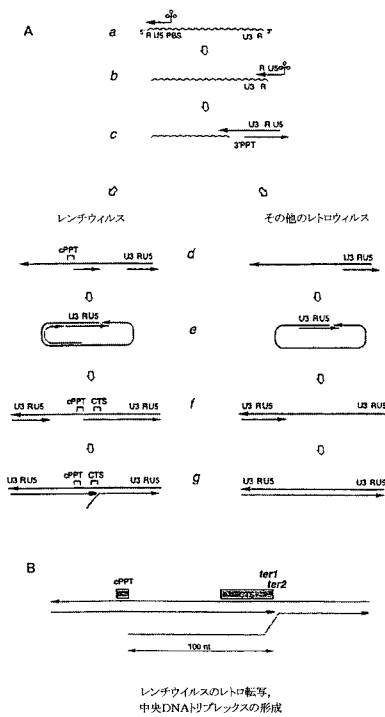 A
a
5' R U5 PBS U3 R 3'
b
R U5
U3 R
c
U3 R U5
3'PPT
レンチウィルス
その他のレトロウィルス
cPPT U3 RU5
d
U3 RU5
U3 RU5
e
U3 RU5
U3 RU5 cPPT CTS U3 RU5
f
U3 RU5 U3 RU5
U3 RU5 cPPT CTS U3 RU5
g
U3 RU5 U3 RU5
B
cPPT
ter1
ter2
100 nt
レンチウイルスのレトロ転写,
中央DNAトリプレックスの形成